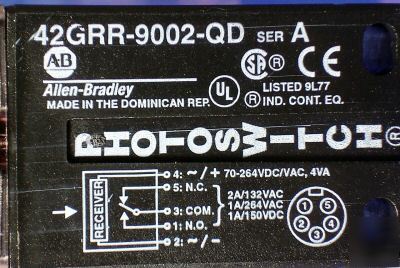 42GRR-9002-QD SER A
AB
Allen-Bradley
MADE IN THE DOMINICAN REP.
SA ® CE
UL ® LISTED 9L77
IND. CONT. EQ.
PHOTOSWITCH®
RECEIVER
4: ~/+ 70-264VDC/VAC, 4VA
5: N.C.
3: COM.
1: N.O.
2: ~/-
2A/132VAC
1A/264VAC
1A/150VDC
1 5 4
2 3